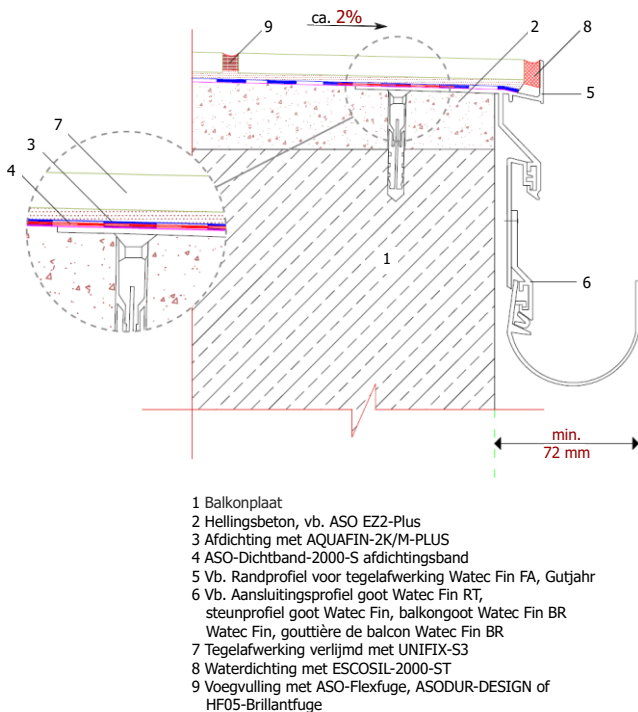 9
ca. 2%
2
8
7
3
4
5
1
6
min.
72 mm
1 Balkonplaat
2 Hellingsbeton, vb. ASO EZ2-Plus
3 Afdichting met AQUAFIN-2K/M-PLUS
4 ASO-Dichtband-2000-S afdichtingsband
5 Vb. Randprofiel voor tegelafwerking Watec Fin FA, Gutjahr
6 Vb. Aansluitingsprofiel goot Watec Fin RT,
steunprofiel goot Watec Fin, balkongoot Watec Fin BR
Watec Fin, gouttière de balcon Watec Fin BR
7 Tegelafwerking verlijmd met UNIFIX-S3
8 Waterdichting met ESCOSIL-2000-ST
9 Voegvulling met ASO-Flexfuge, ASODUR-DESIGN of
HF05-Brillantfuge